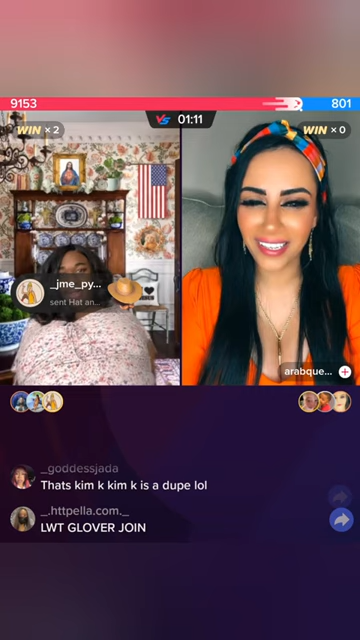 9153
801
WIN × 2
VS
01:11
WIN × 0
_jme_py...
sent Hat an...
arabque...
_goddessjada
Thats kim k kim k is a dupe lol
_.httpella.com._
LWT GLOVER JOIN